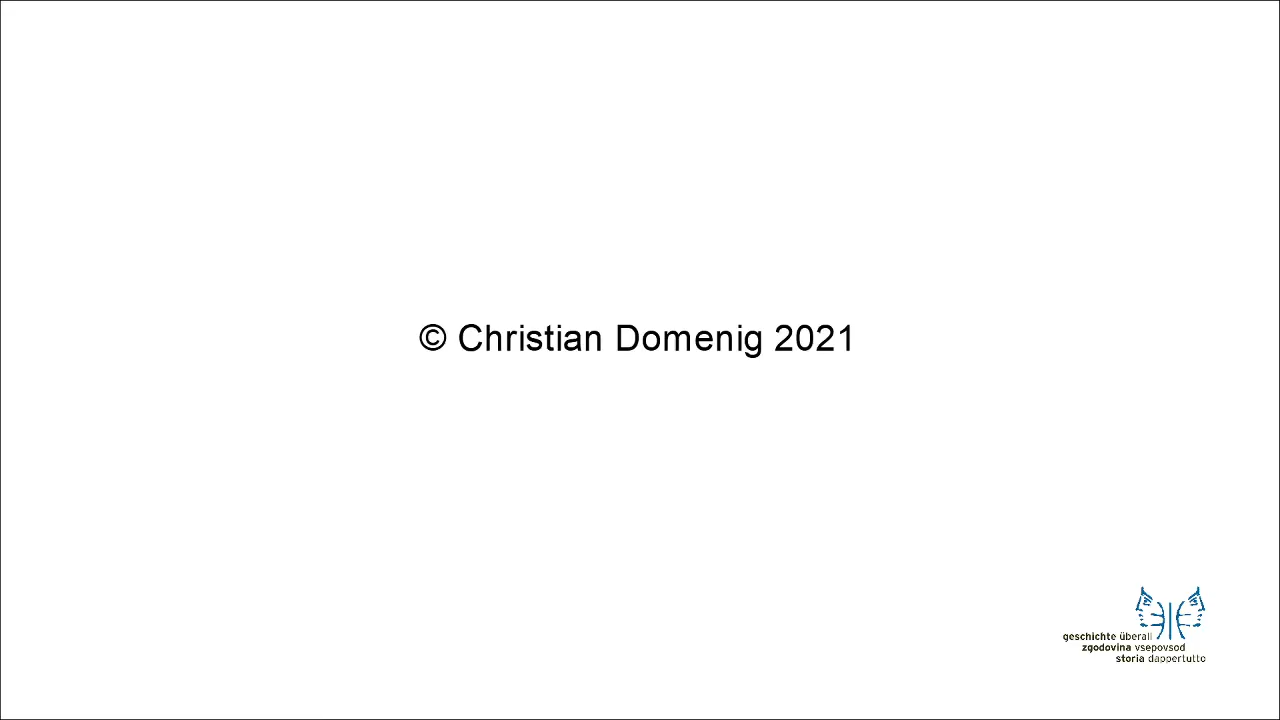 © Christian Domenig 2021
geschichte überall
zgodovina vsepovsod
storia dappertutto